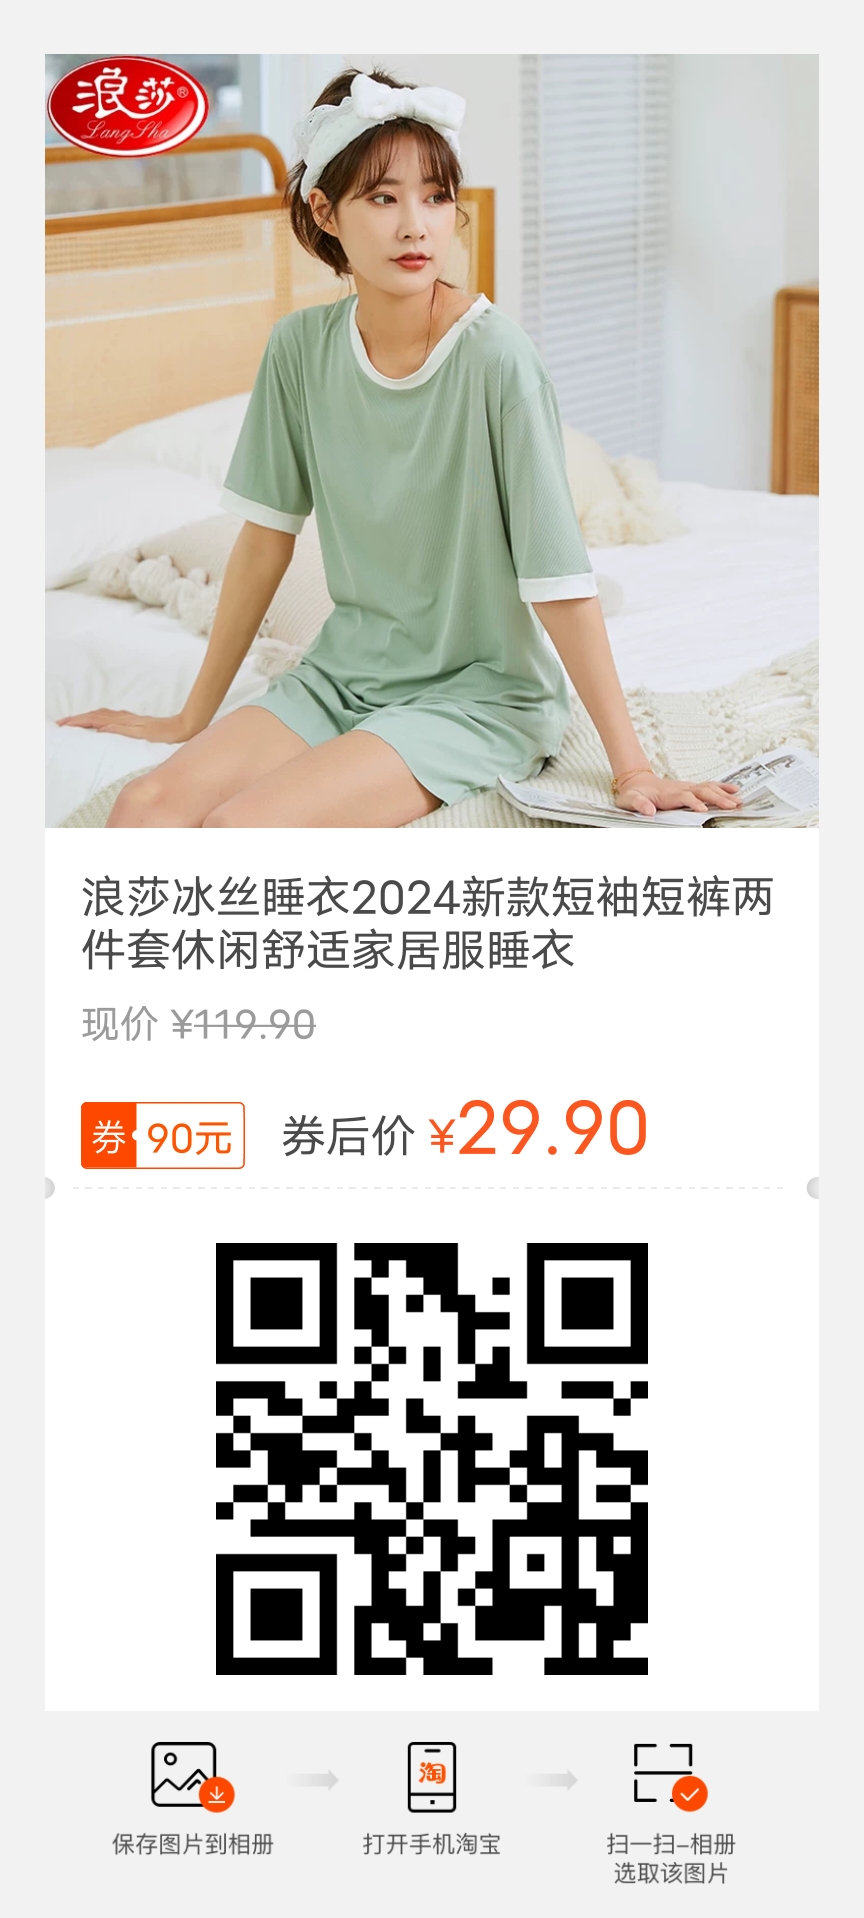 浪莎®
LangSha
浪莎冰丝睡衣2024新款短袖短裤两
件套休闲舒适家居服睡衣
现价 ¥119.90
券 90元 券后价 ¥29.90
保存图片到相册
淘
打开手机淘宝
扫一扫-相册
选取该图片